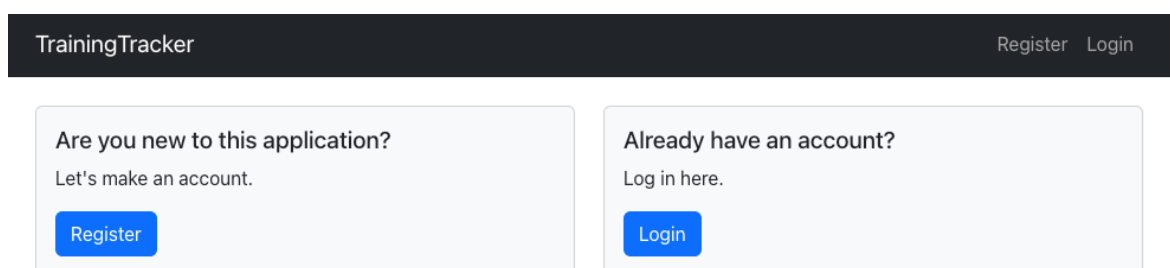 TrainingTracker
Register Login
Are you new to this application?
Let's make an account.
Register
Already have an account?
Log in here.
Login